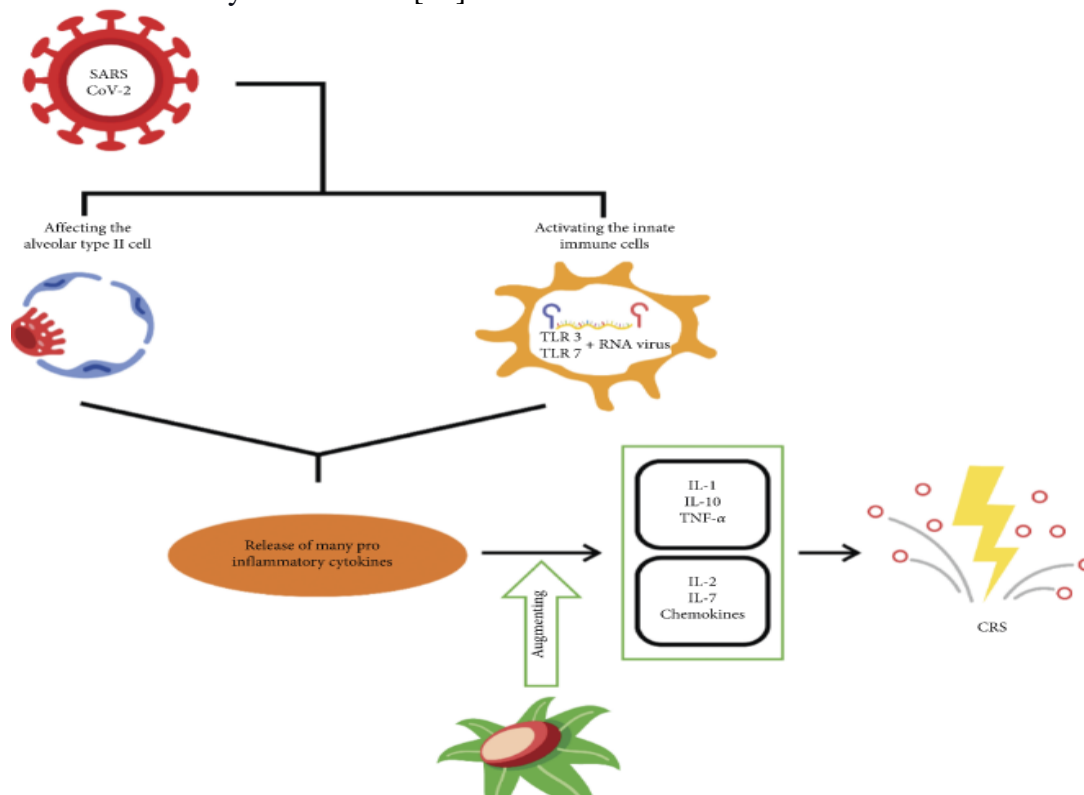 SARS
CoV-2
Affecting the
alveolar type II cell
Activating the innate
immune cells
TLR 3
TLR 7
+ RNA virus
Release of many pro
inflammatory cytokines
Augmenting
IL-1
IL-10
TNF-α
IL-2
IL-7
Chemokines
CRS